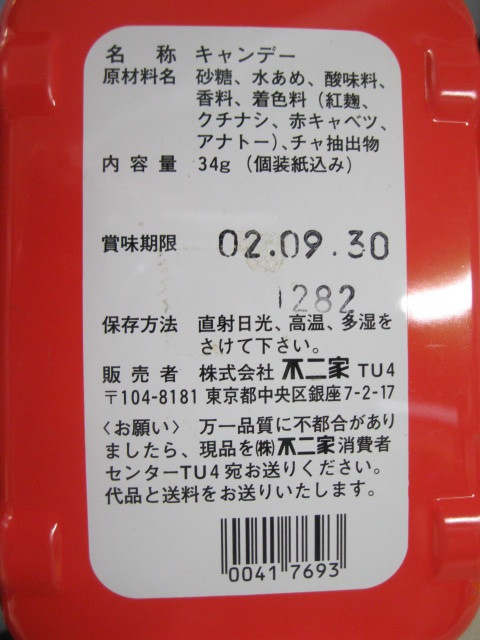 名称 キャンデー
原材料名 砂糖、水あめ、酸味料、
香料、着色料（紅麹、
クチナシ、赤キャベツ、
アナトー）、チャ抽出物
内容量 34g（個装紙込み）
賞味期限 02.09.30
1282
保存方法 直射日光、高温、多湿を
さけて下さい。
販売者 株式会社 不二家 TU4
〒104-8181 東京都中央区銀座7-2-17
〈お願い〉 万一品質に不都合があり
ましたら、現品を㈱不二家消費者
センターTU4宛お送りください。
代品と送料をお送りいたします。
0041 7693